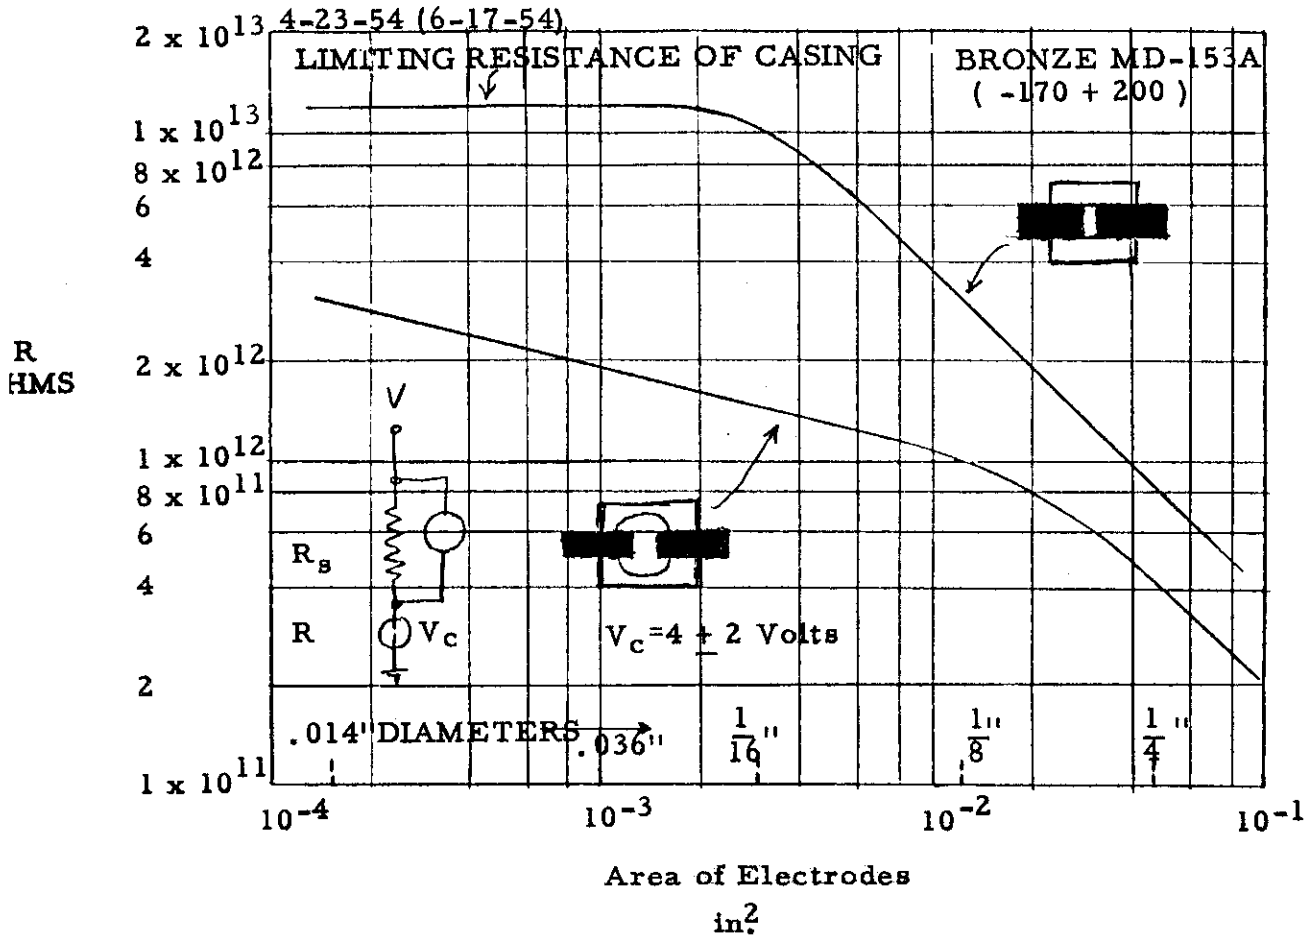 4-23-54 (6-17-54)
2 x 10^13
LIMITING RESISTANCE OF CASING
BRONZE MD-153A
( -170 + 200 )
1 x 10^13
8 x 10^12
6
4
R
HMS
2 x 10^12
V
1 x 10^12
8 x 10^11
6
R_s
4
R
V_c
V_c=4 ± 2 Volts
2
.014" DIAMETERS
.036"
1/16"
1/8"
1/4"
1 x 10^11
10^-4
10^-3
10^-2
10^-1
Area of Electrodes
in.^2